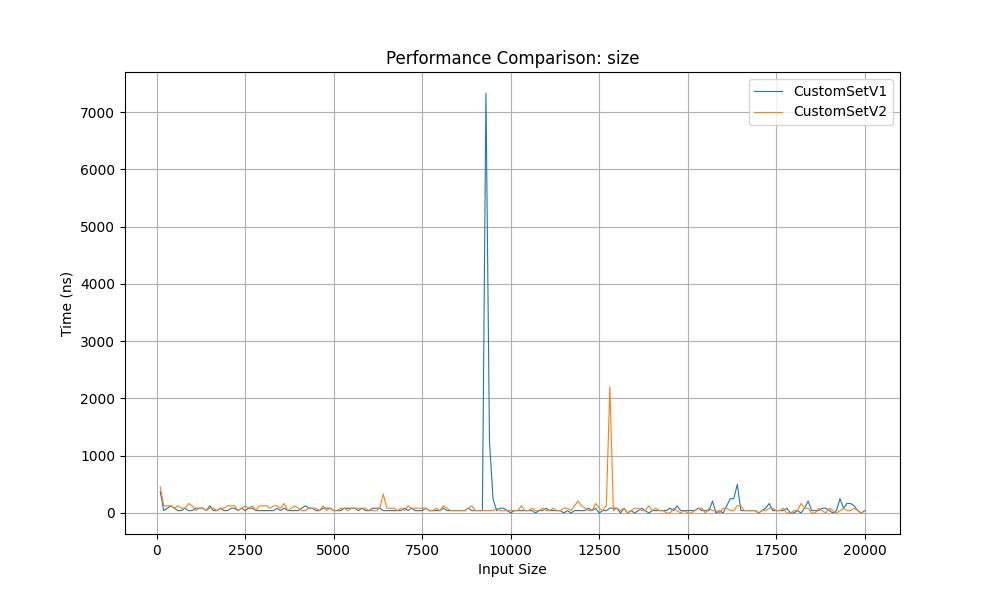 Performance Comparison: size
CustomSetV1
CustomSetV2
Time (ns)
7000
6000
5000
4000
3000
2000
1000
0
0 2500 5000 7500 10000 12500 15000 17500 20000
Input Size